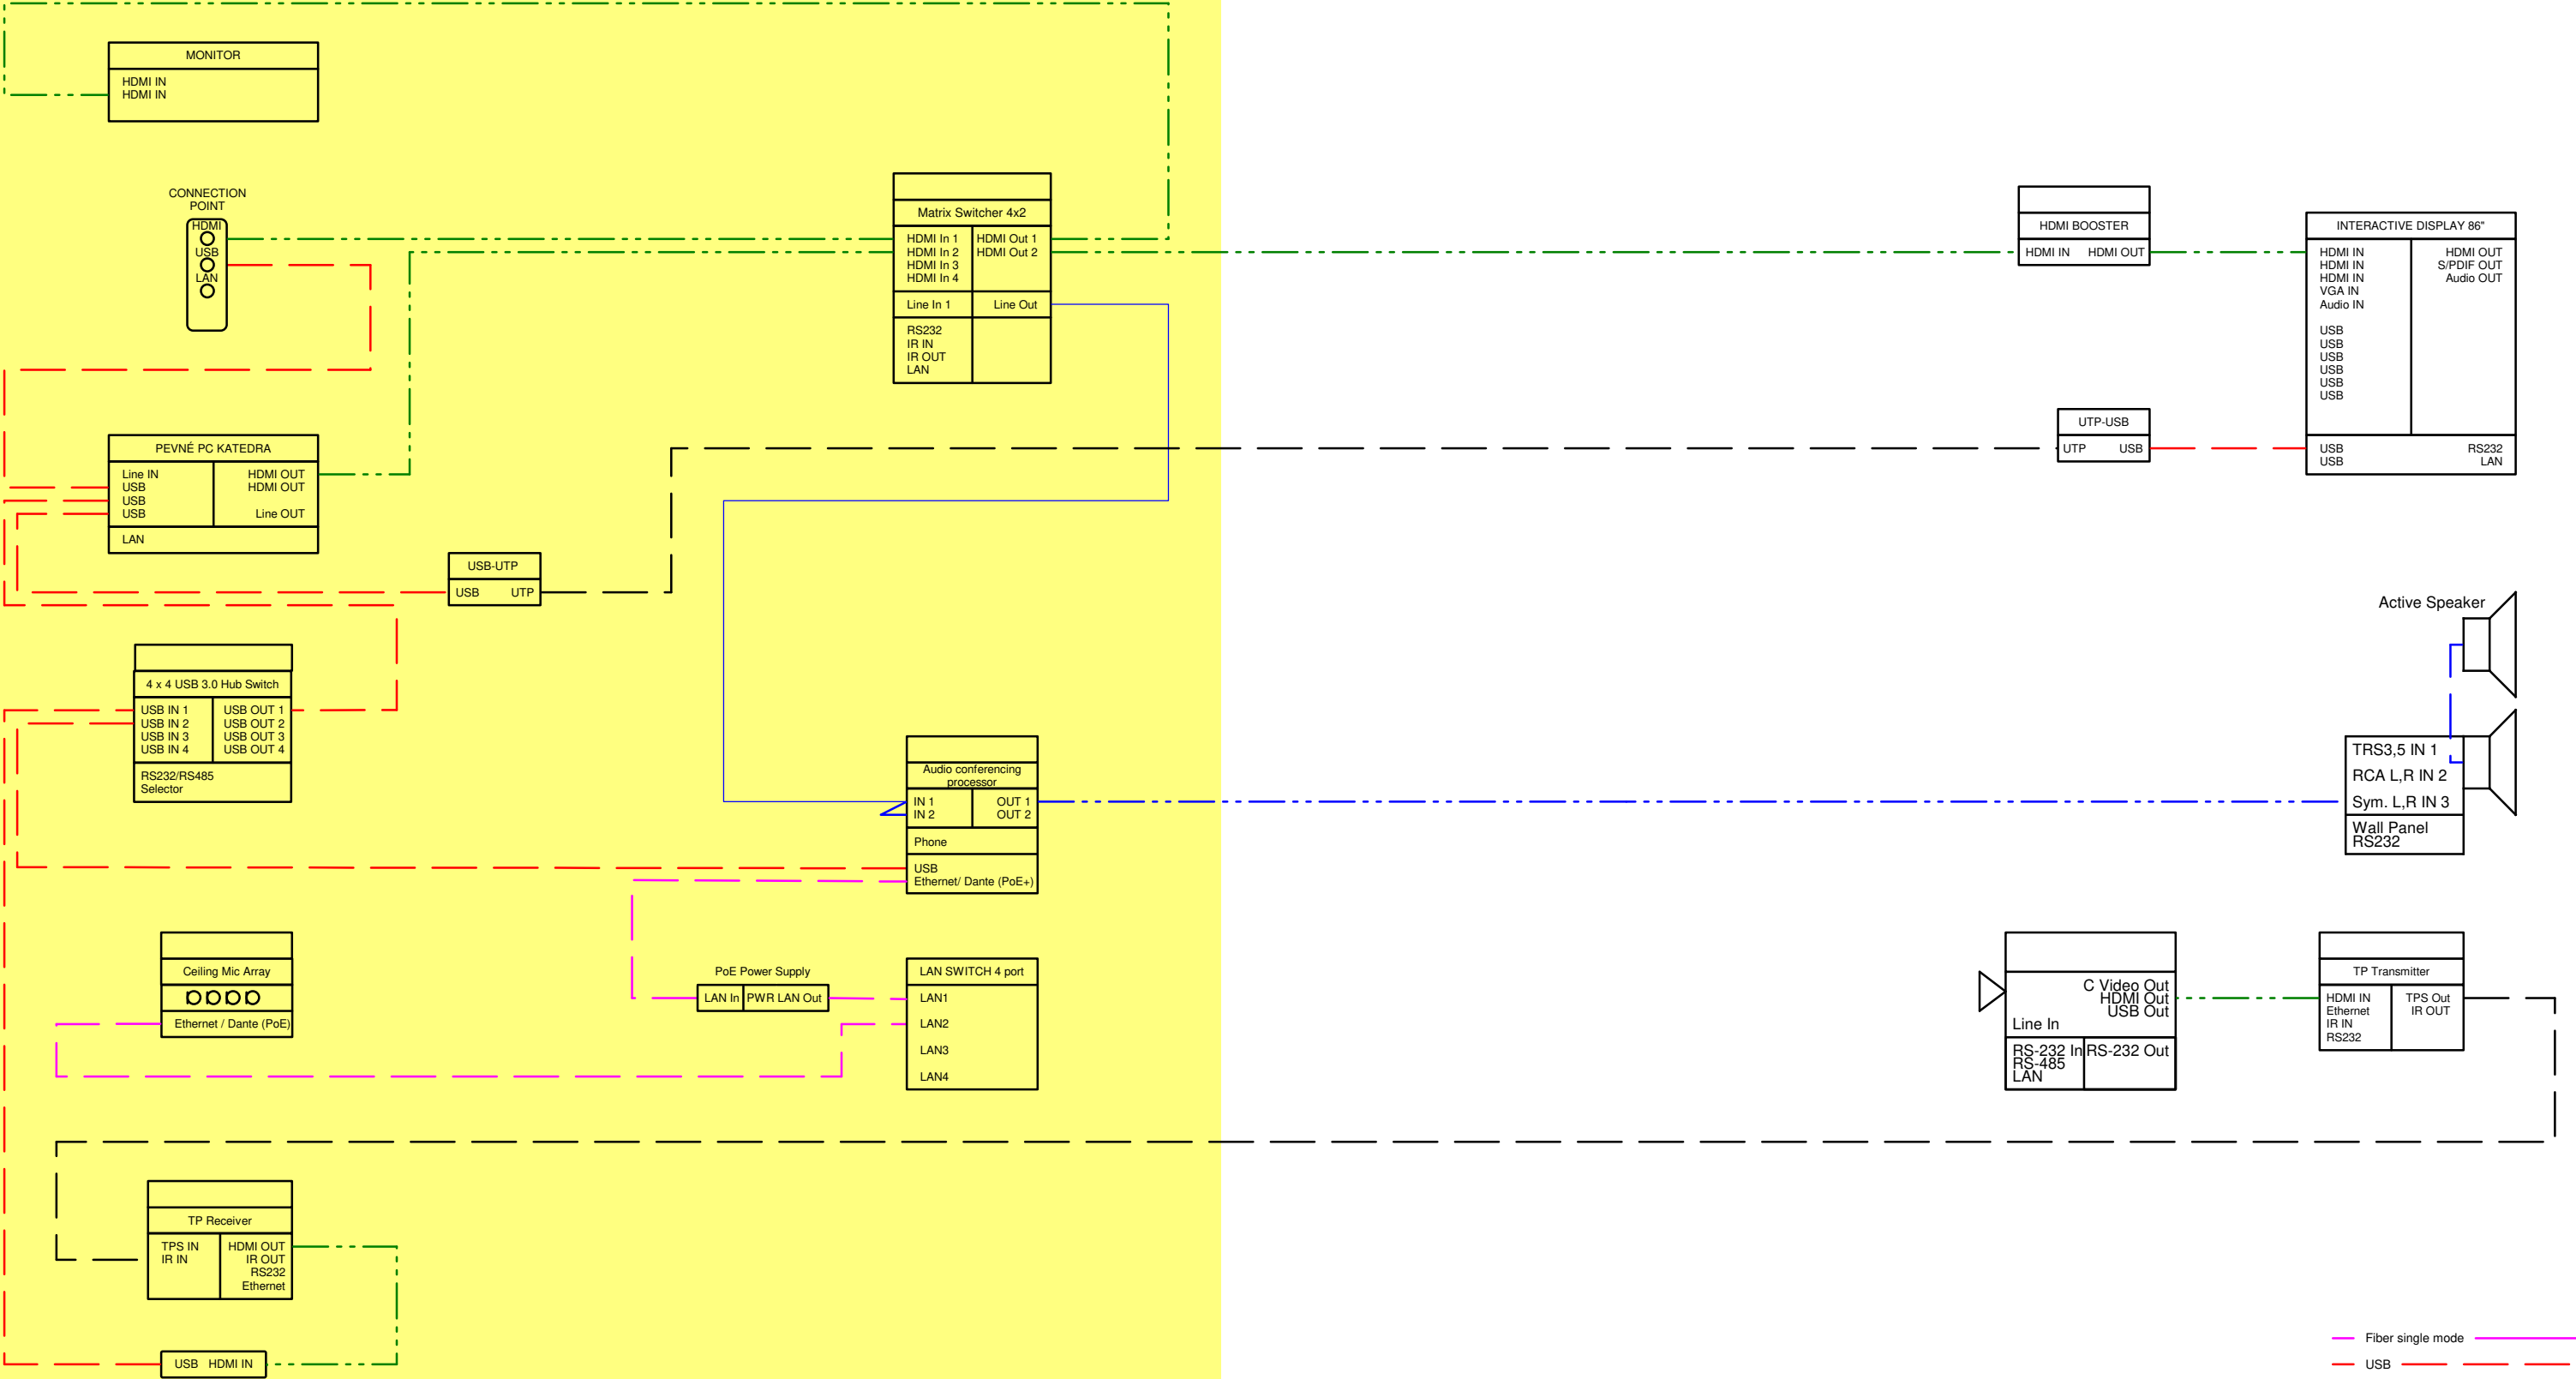 MONITOR
HDMI IN
HDMI IN
CONNECTION
POINT
HDMI
USB
LAN
Matrix Switcher 4x2
HDMI In 1 HDMI Out 1
HDMI In 2 HDMI Out 2
HDMI In 3
HDMI In 4
Line In 1 Line Out
RS232
IR IN
IR OUT
LAN
HDMI BOOSTER
HDMI IN HDMI OUT
INTERACTIVE DISPLAY 86"
HDMI IN HDMI OUT
HDMI IN S/PDIF OUT
HDMI IN Audio OUT
VGA IN
Audio IN
USB
USB
USB
USB
USB
USB
USB RS232
USB LAN
UTP-USB
UTP USB
PEVNÉ PC KATEDRA
Line IN HDMI OUT
USB HDMI OUT
USB
USB Line OUT
LAN
USB-UTP
USB UTP
4 x 4 USB 3.0 Hub Switch
USB IN 1 USB OUT 1
USB IN 2 USB OUT 2
USB IN 3 USB OUT 3
USB IN 4 USB OUT 4
RS232/RS485
Selector
Audio conferencing
processor
IN 1 OUT 1
IN 2 OUT 2
Phone
USB
Ethernet/ Dante (PoE+)
Active Speaker
TRS3,5 IN 1
RCA L,R IN 2
Sym. L,R IN 3
Wall Panel
RS232
Ceiling Mic Array
Ethernet / Dante (PoE)
PoE Power Supply
LAN In PWR LAN Out
LAN SWITCH 4 port
LAN1
LAN2
LAN3
LAN4
C Video Out
HDMI Out
USB Out
Line In
RS-232 In RS-232 Out
RS-485
LAN
TP Transmitter
HDMI IN TPS Out
Ethernet IR OUT
IR IN
RS232
TP Receiver
TPS IN HDMI OUT
IR IN IR OUT
RS232
Ethernet
USB HDMI IN
Fiber single mode
USB